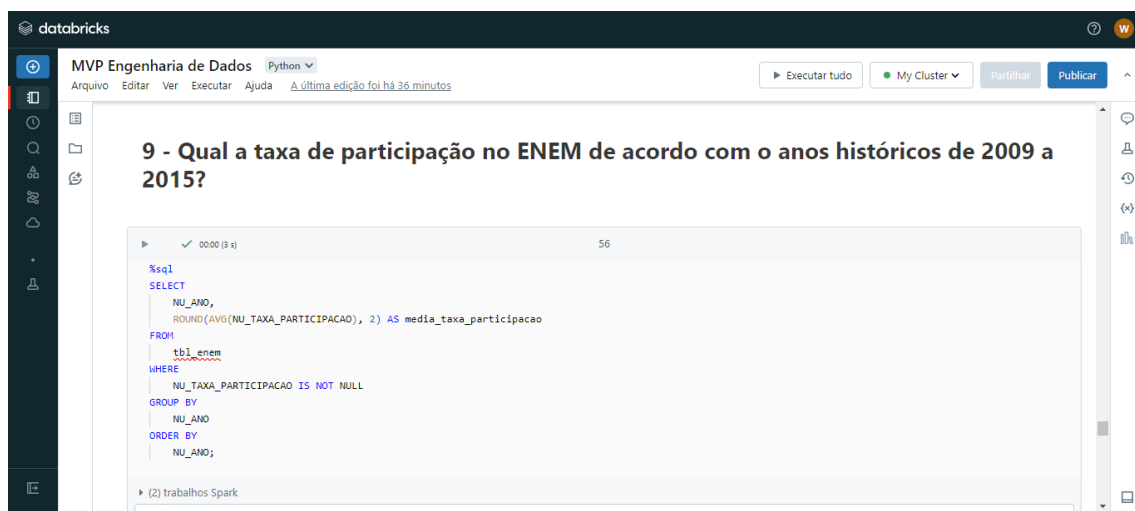 databricks
W
MVP Engenharia de Dados Python
Arquivo Editar Ver Executar Ajuda A última edição foi há 36 minutos
Executar tudo
My Cluster
Partilhar
Publicar
9 - Qual a taxa de participação no ENEM de acordo com o anos históricos de 2009 a
2015?
00:00 (3 s)
56
%sql
SELECT
NU_ANO,
ROUND(AVG(NU_TAXA_PARTICIPACAO), 2) AS media_taxa_participacao
FROM
tbl_enem
WHERE
NU_TAXA_PARTICIPACAO IS NOT NULL
GROUP BY
NU_ANO
ORDER BY
NU_ANO;
(2) trabalhos Spark